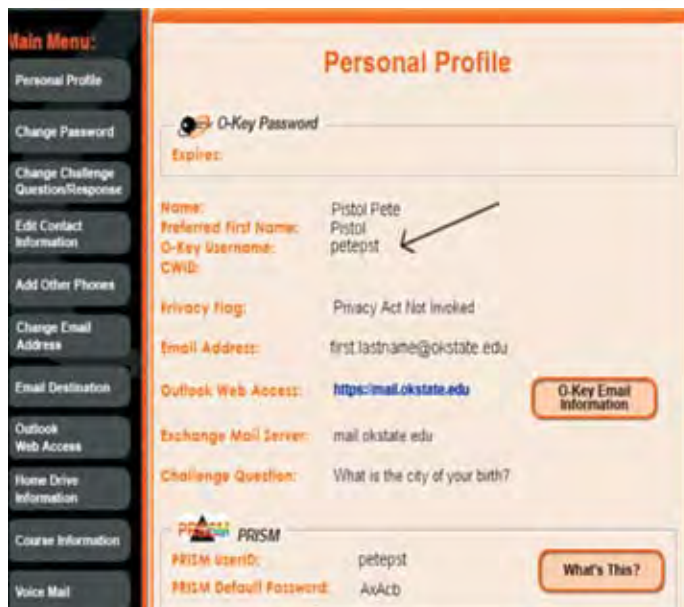 Main Menu:
Personal Profile
Change Password
Change Challenge
Question/Response
Edit Contact
Information
Add Other Phones
Change Email
Address
Email Destination
Outlook
Web Access
Home Drive
Information
Course Information
Voice Mail
Personal Profile
O-Key Password
Expires:
Name: Pistol Pete
Preferred First Name: Pistol
O-Key Username: petepst
CWID:
Privacy Flag: Privacy Act Not Invoked
Email Address: first.lastname@okstate.edu
Outlook Web Access: https://mail.okstate.edu
O-Key Email
Information
Exchange Mail Server: mail.okstate.edu
Challenge Question: What is the city of your birth?
PRISM PRISM
PRISM UserID: petepst
PRISM Default Password: AxAcb
What's This?